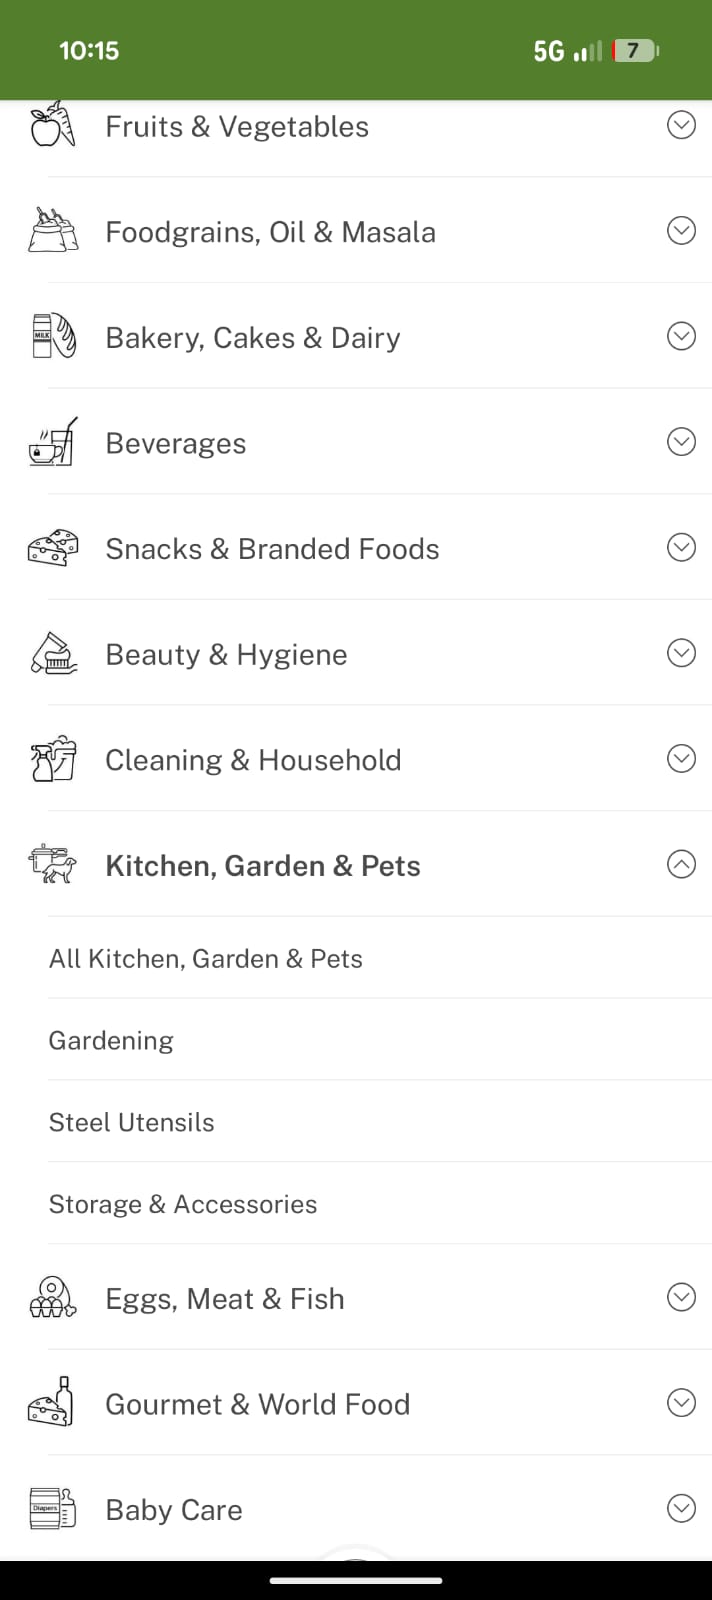 10:15
5G 7
Fruits & Vegetables
Foodgrains, Oil & Masala
MILK
Bakery, Cakes & Dairy
Beverages
Snacks & Branded Foods
Beauty & Hygiene
Cleaning & Household
Kitchen, Garden & Pets
All Kitchen, Garden & Pets
Gardening
Steel Utensils
Storage & Accessories
Eggs, Meat & Fish
Gourmet & World Food
Diapers
Baby Care